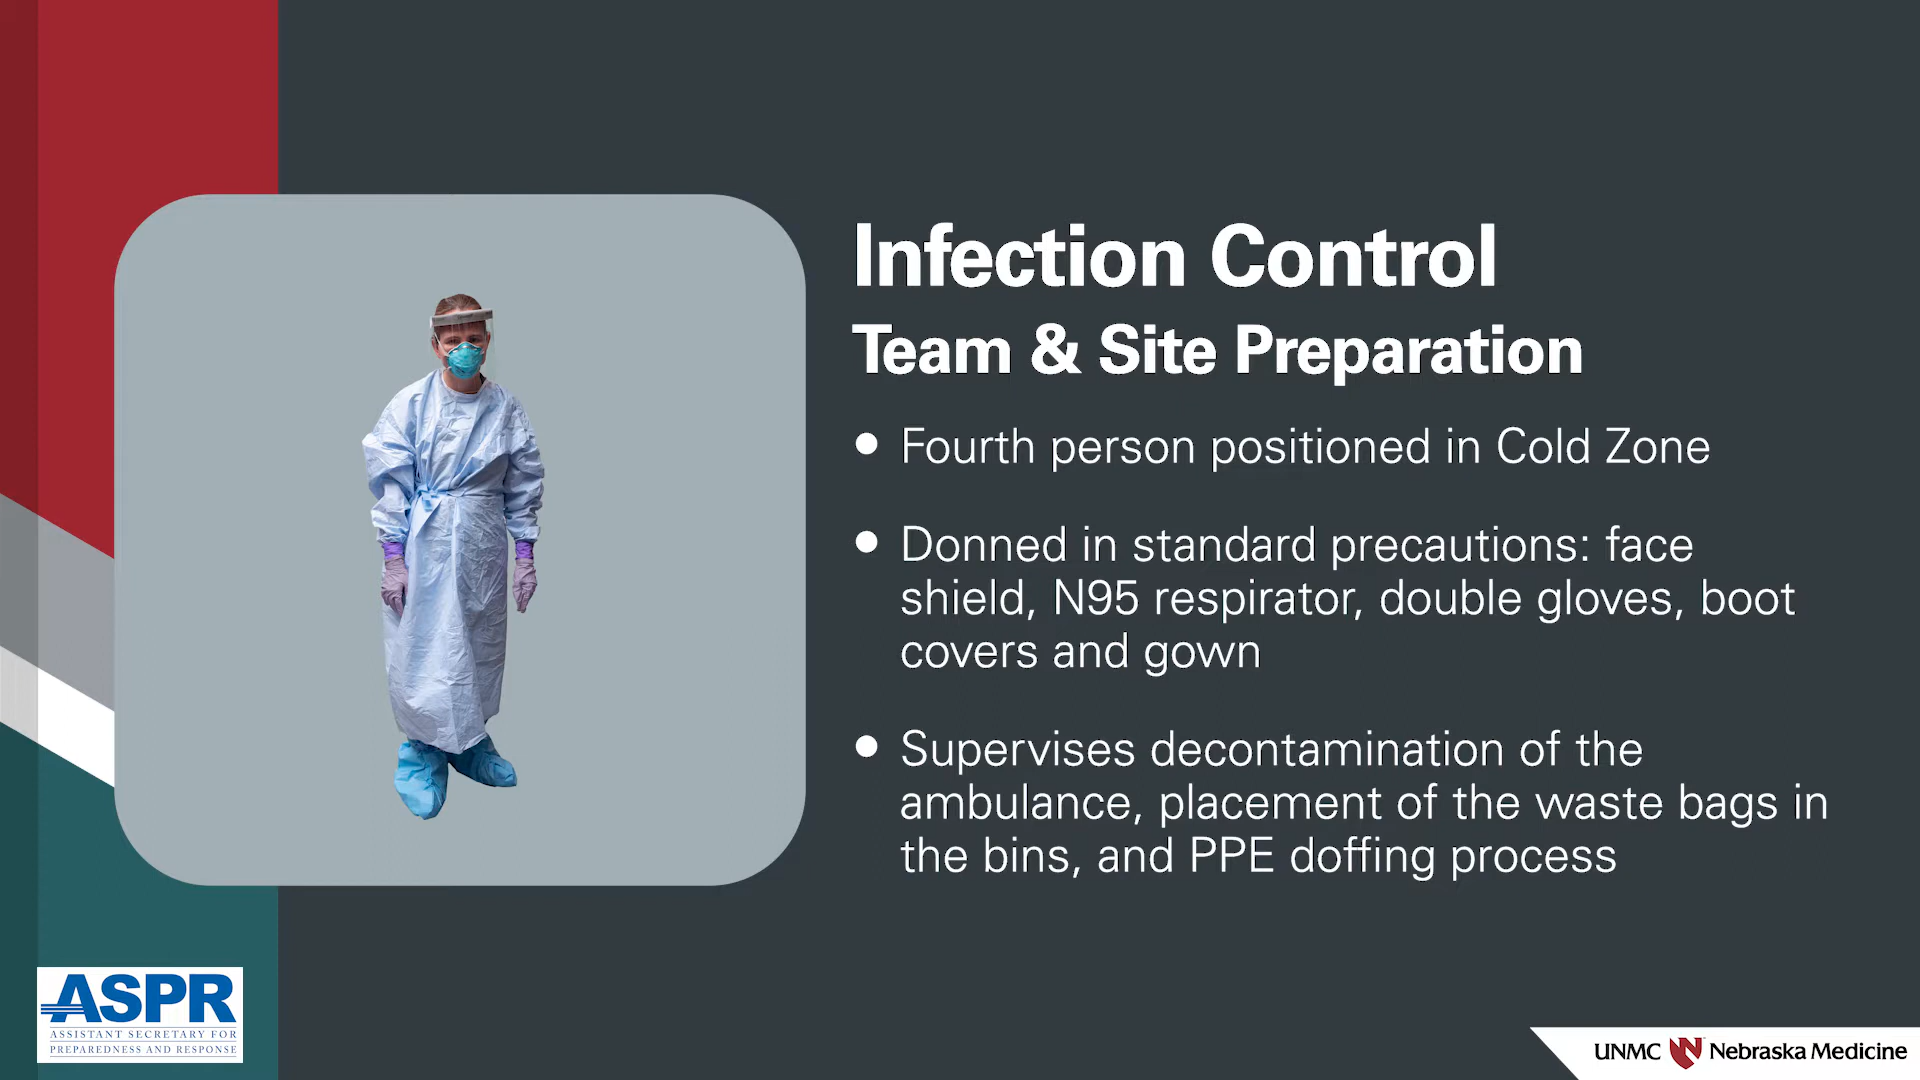 Infection Control
Team & Site Preparation
• Fourth person positioned in Cold Zone
• Donned in standard precautions: face
shield, N95 respirator, double gloves, boot
covers and gown
• Supervises decontamination of the
ambulance, placement of the waste bags in
the bins, and PPE doffing process
ASPR
ASSISTANT SECRETARY FOR
PREPAREDNESS AND RESPONSE
UNMC Nebraska Medicine